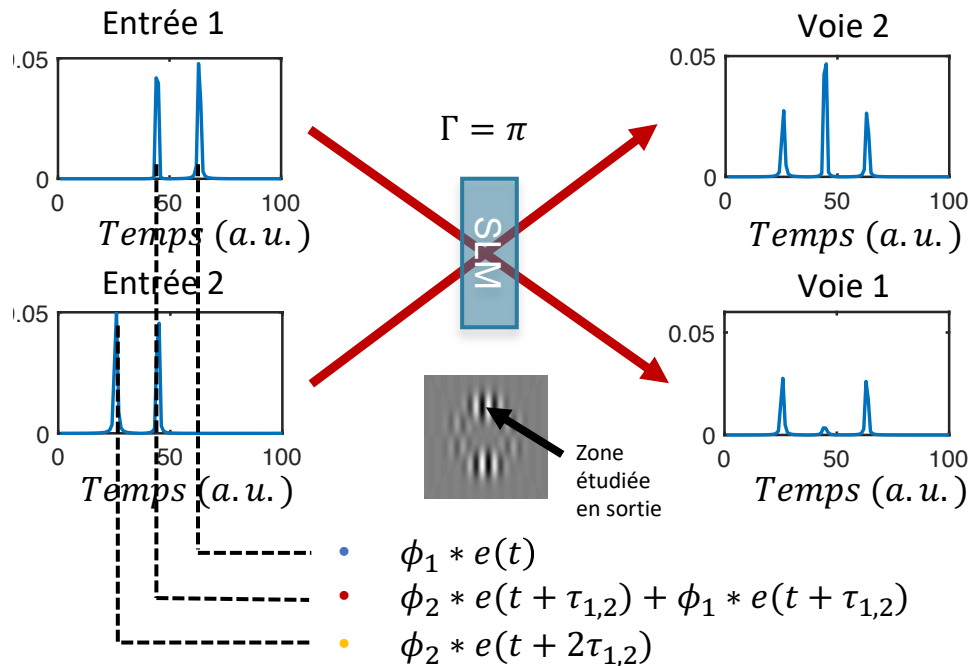 Entrée 1
Voie 2
0.05
0
0 50 100
Temps (a. u.)
Γ = π
SLM
0.05
0
0 50 100
Temps (a. u.)
Entrée 2
Voie 1
0.05
0
0 50 100
Temps (a. u.)
0.05
0
0 50 100
Temps (a. u.)
Zone
étudiée
en sortie
• ϕ₁ ∗ e(t)
• ϕ₂ ∗ e(t + τ₁,₂) + ϕ₁ ∗ e(t + τ₁,₂)
• ϕ₂ ∗ e(t + 2τ₁,₂)